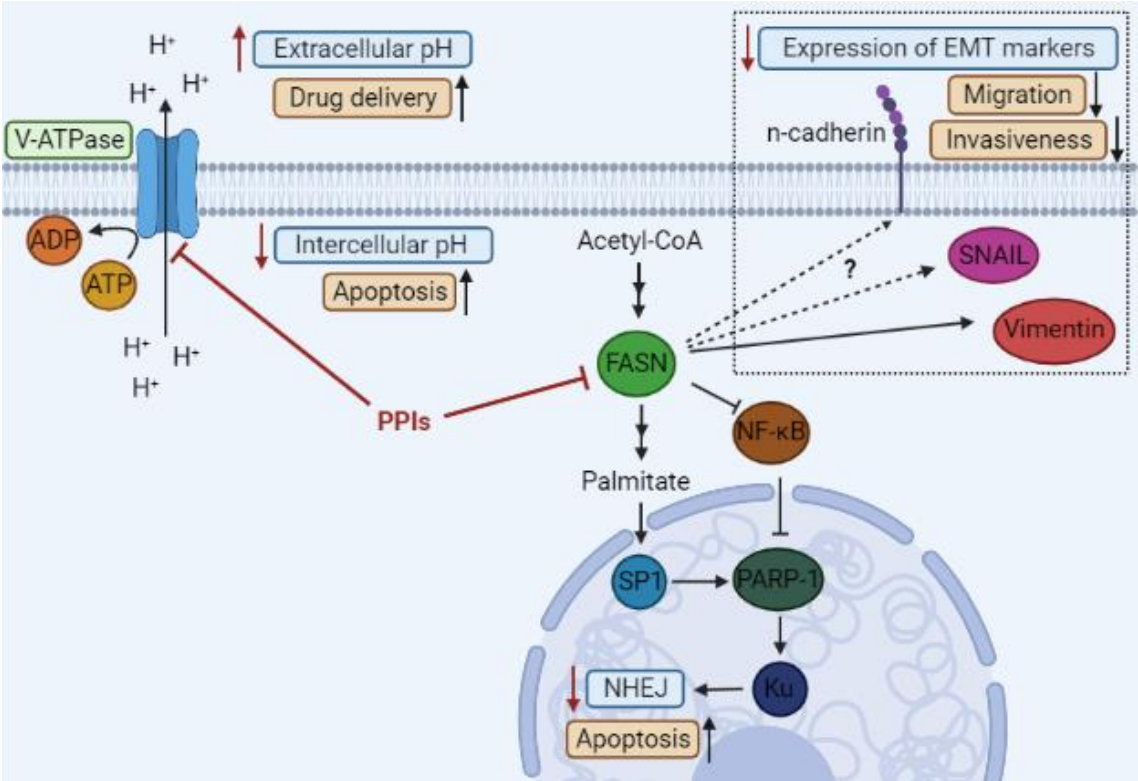 H⁺
H⁺
H⁺
Extracellular pH
Drug delivery
V-ATPase
ADP
ATP
Intercellular pH
Apoptosis
H⁺
H⁺
H⁺
PPIs
Expression of EMT markers
Migration
n-cadherin
Invasiveness
Acetyl-CoA
?
SNAIL
Vimentin
FASN
NF-κB
Palmitate
SP1
PARP-1
NHEJ
Ku
Apoptosis